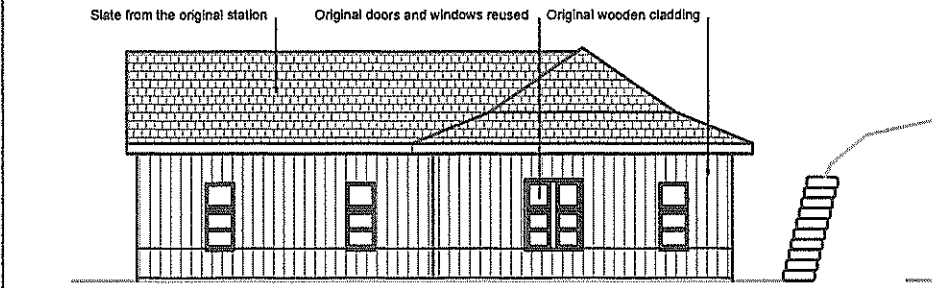 Slate from the original station
Original doors and windows reused
Original wooden cladding